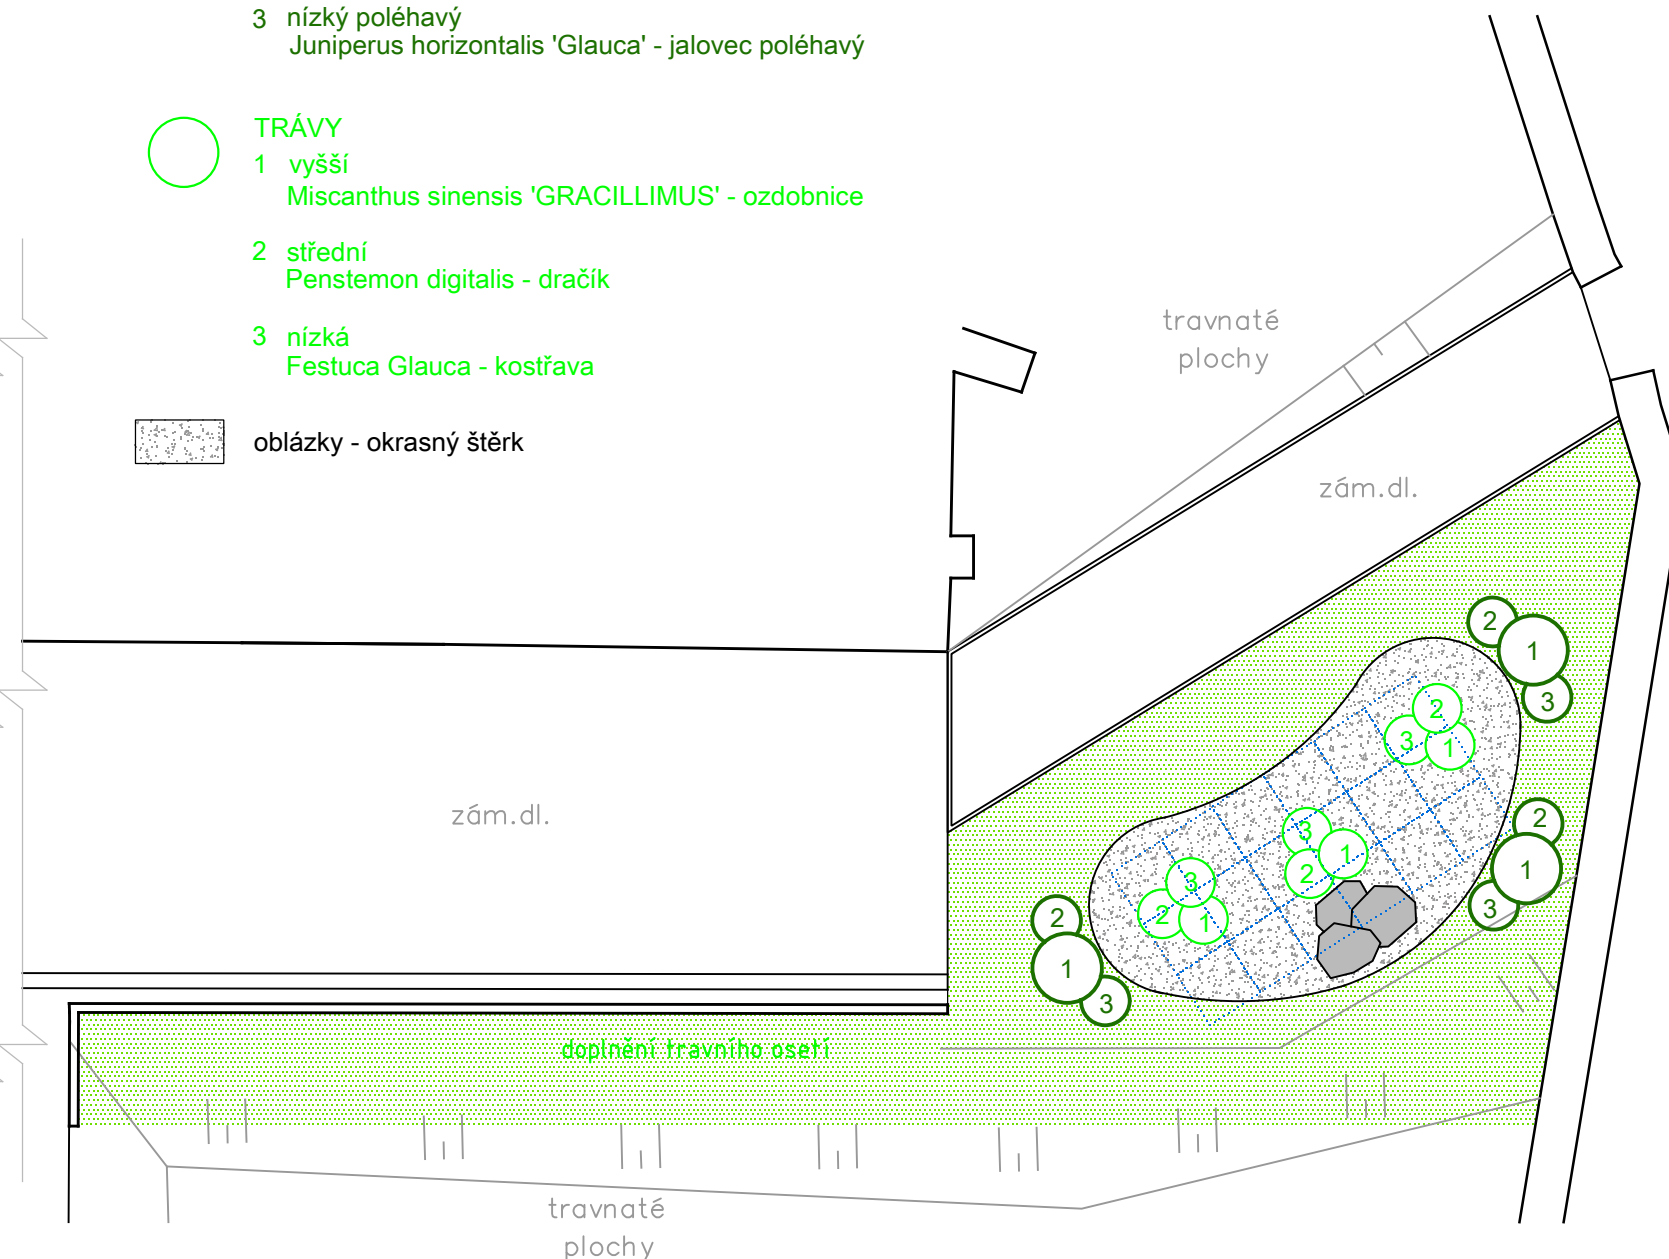 3 nízký poléhavý
Juniperus horizontalis 'Glauca' - jalovec poléhavý
TRÁVY
1 vyšší
Miscanthus sinensis 'GRACILLIMUS' - ozdobnice
2 střední
Penstemon digitalis - dračík
3 nízká
Festuca Glauca - kostřava
oblázky - okrasný štěrk
travnaté
plochy
zám.dl.
2
1
3
2
3
1
zám.dl.
2
1
3
3
1
2
3
2
1
2
1
3
doplnění travního osetí
travnaté
plochy